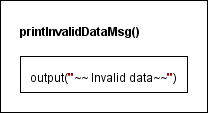 printInvalidDataMsg()
output("~~ Invalid data~~")